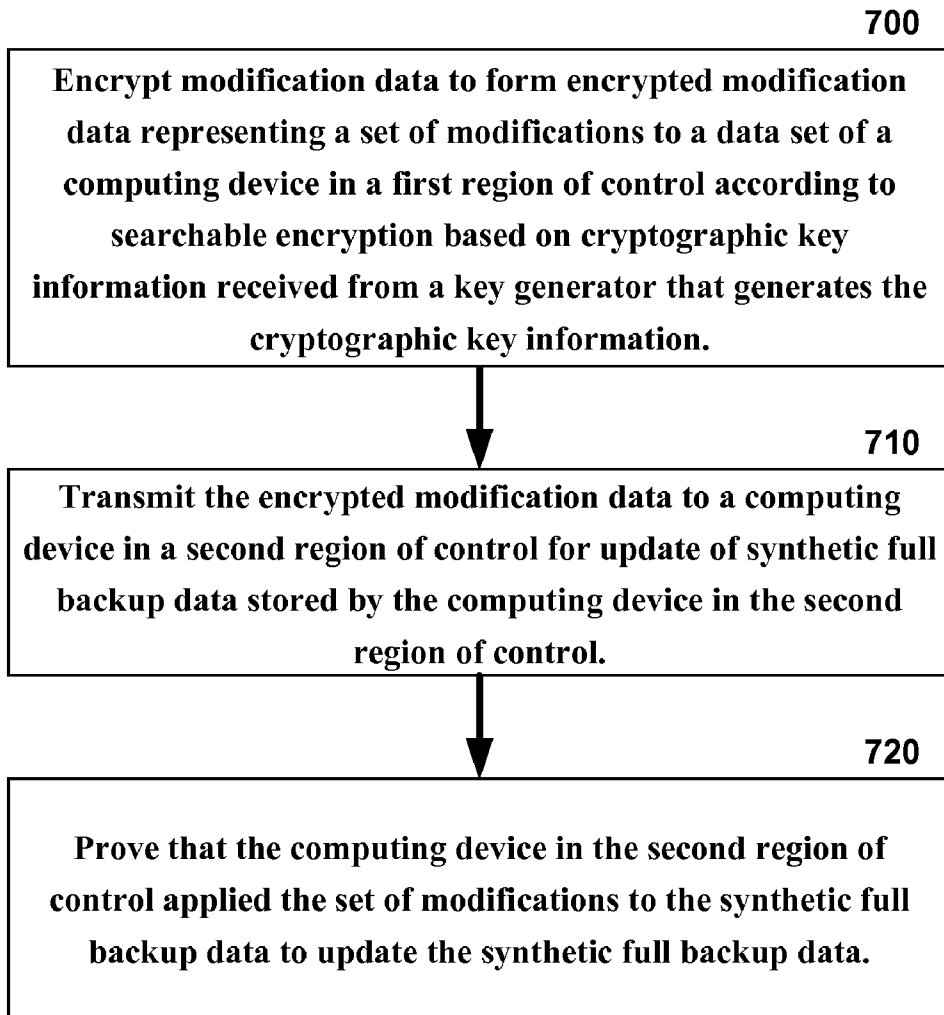 700
Encrypt modification data to form encrypted modification
data representing a set of modifications to a data set of a
computing device in a first region of control according to
searchable encryption based on cryptographic key
information received from a key generator that generates the
cryptographic key information.
710
Transmit the encrypted modification data to a computing
device in a second region of control for update of synthetic full
backup data stored by the computing device in the second
region of control.
720
Prove that the computing device in the second region of
control applied the set of modifications to the synthetic full
backup data to update the synthetic full backup data.